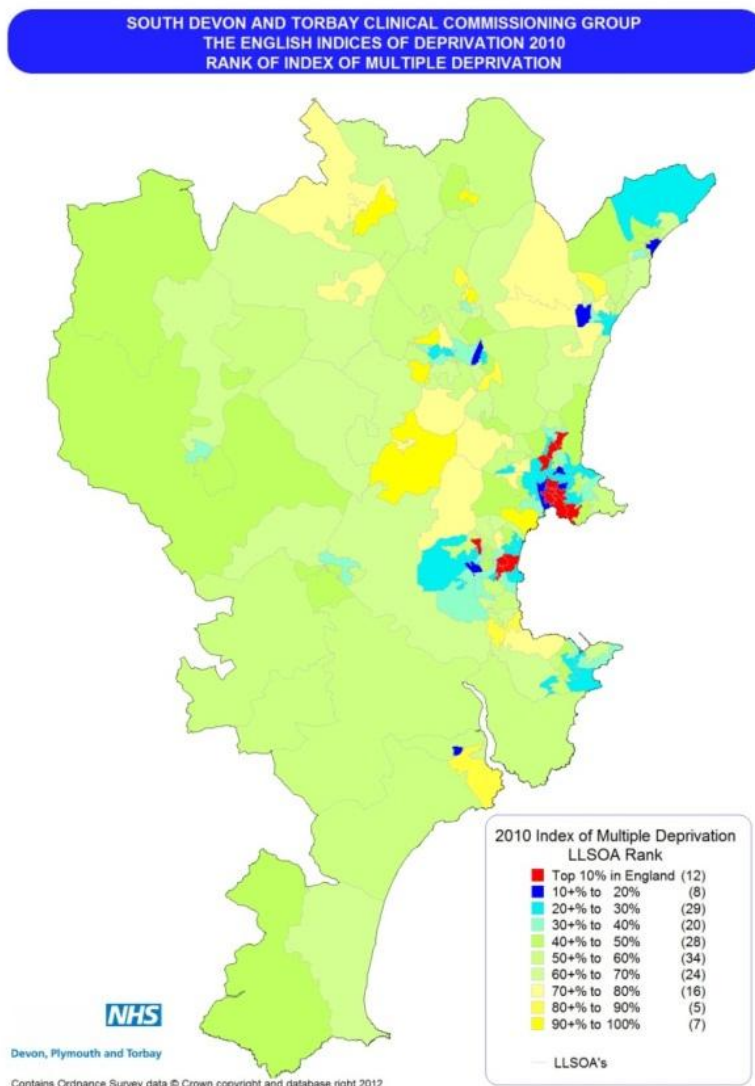 SOUTH DEVON AND TORBAY CLINICAL COMMISSIONING GROUP
THE ENGLISH INDICES OF DEPRIVATION 2010
RANK OF INDEX OF MULTIPLE DEPRIVATION
2010 Index of Multiple Deprivation
LLSOA Rank
Top 10% in England (12)
10+% to 20% (8)
20+% to 30% (29)
30+% to 40% (20)
40+% to 50% (28)
50+% to 60% (34)
60+% to 70% (24)
70+% to 80% (16)
80+% to 90% (5)
90+% to 100% (7)
LLSOA's
NHS
Devon, Plymouth and Torbay
Contains Ordnance Survey data © Crown copyright and database right 2012